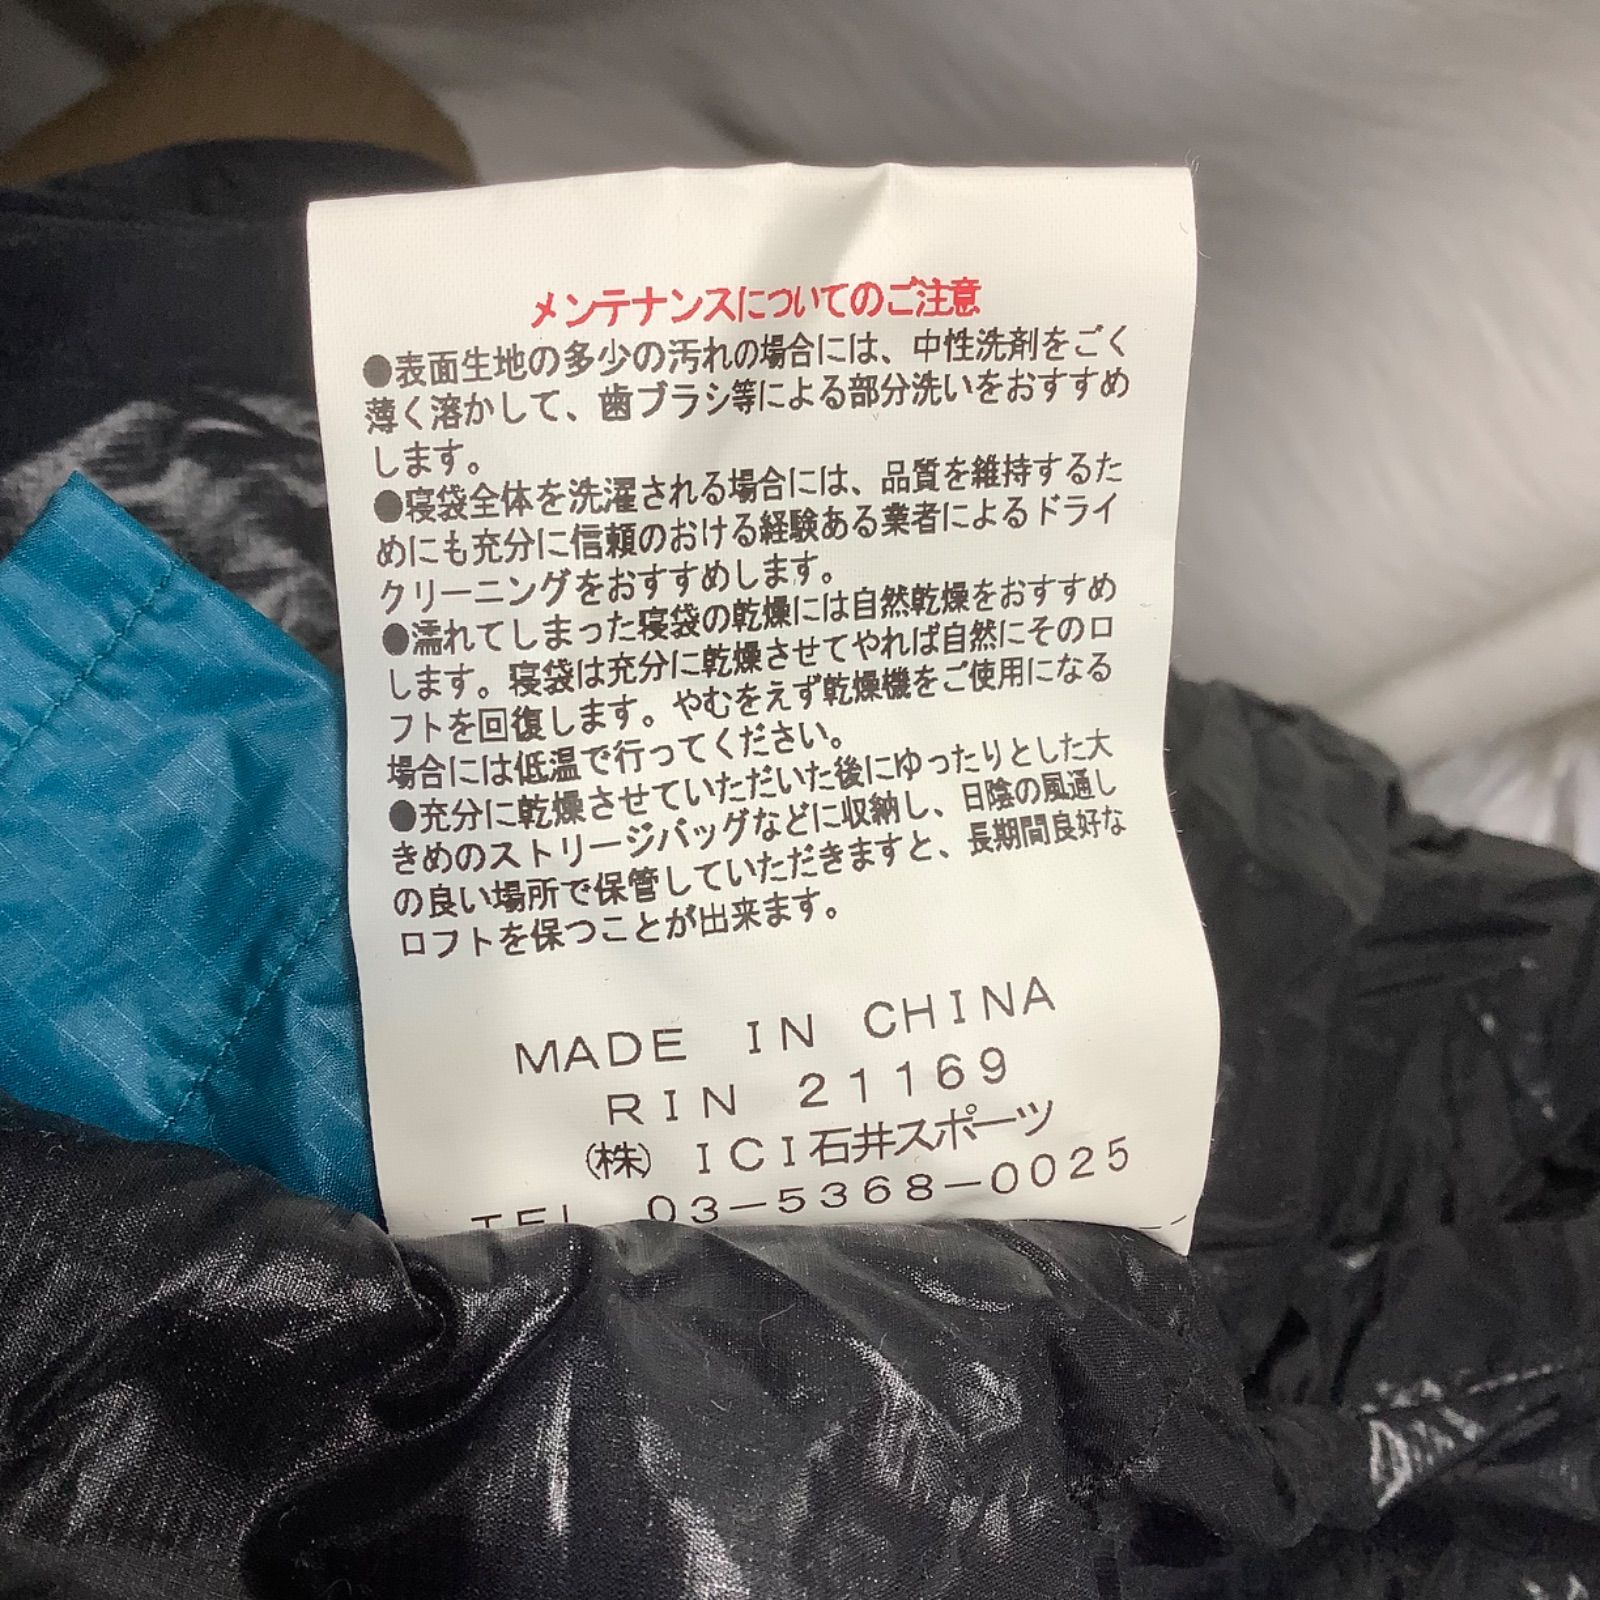 メンテナンスについてのご注意
●表面生地の多少の汚れの場合には、中性洗剤をごく
薄く溶かして、歯ブラシ等による部分洗いをおすすめ
します。
●寝袋全体を洗濯される場合には、品質を維持するた
めにも充分に信頼のおける経験ある業者によるドライ
クリーニングをおすすめします。
●濡れてしまった寝袋の乾燥には自然乾燥をおすすめ
します。寝袋は充分に乾燥させてやれば自然にそのロ
フトを回復します。やむをえず乾燥機をご使用になる
場合には低温で行ってください。
●充分に乾燥させていただいた後にゆったりとした大
きめのストリージバッグなどに収納し、日陰の風通し
の良い場所で保管していただきますと、長期間良好な
ロフトを保つことが出来ます。
MADE IN CHINA
RIN 21169
(株) ICI石井スポーツ
TEL 03-5368-0025